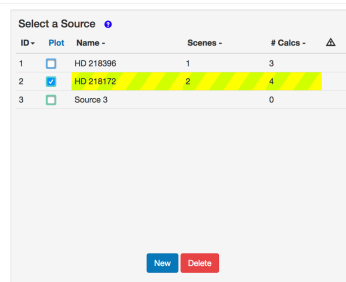 Select a Source ?
ID Plot Name - Scenes - # Calcs -
1 HD 218396 1 3
2 HD 218172 2 4
3 Source 3 0
New Delete